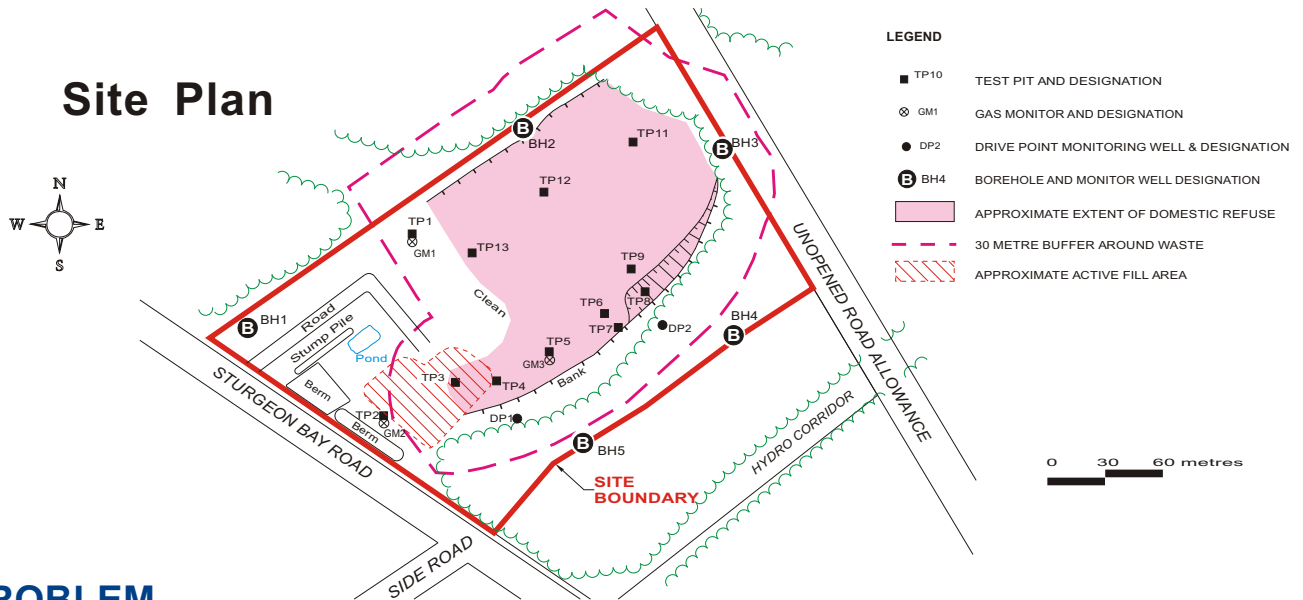 Site Plan
N
W
E
S
LEGEND
TP10 TEST PIT AND DESIGNATION
GM1 GAS MONITOR AND DESIGNATION
DP2 DRIVE POINT MONITORING WELL & DESIGNATION
B BH4 BOREHOLE AND MONITOR WELL DESIGNATION
APPROXIMATE EXTENT OF DOMESTIC REFUSE
30 METRE BUFFER AROUND WASTE
APPROXIMATE ACTIVE FILL AREA
B BH2
TP11
B BH3
TP12
TP1
GM1
TP13
TP9
TP8
UNOPENED ROAD ALLOWANCE
Clean
TP6
TP7
DP2
B BH1
Road
Stump Pile
Pond
B BH4
TP5
GM3
Bank
TP3
TP4
Berm
TP2
GM2
Berm
DP1
STURGEON BAY ROAD
B BH5
HYDRO CORRIDOR
SITE
BOUNDARY
0 30 60 metres
SIDE ROAD
ROBLEM